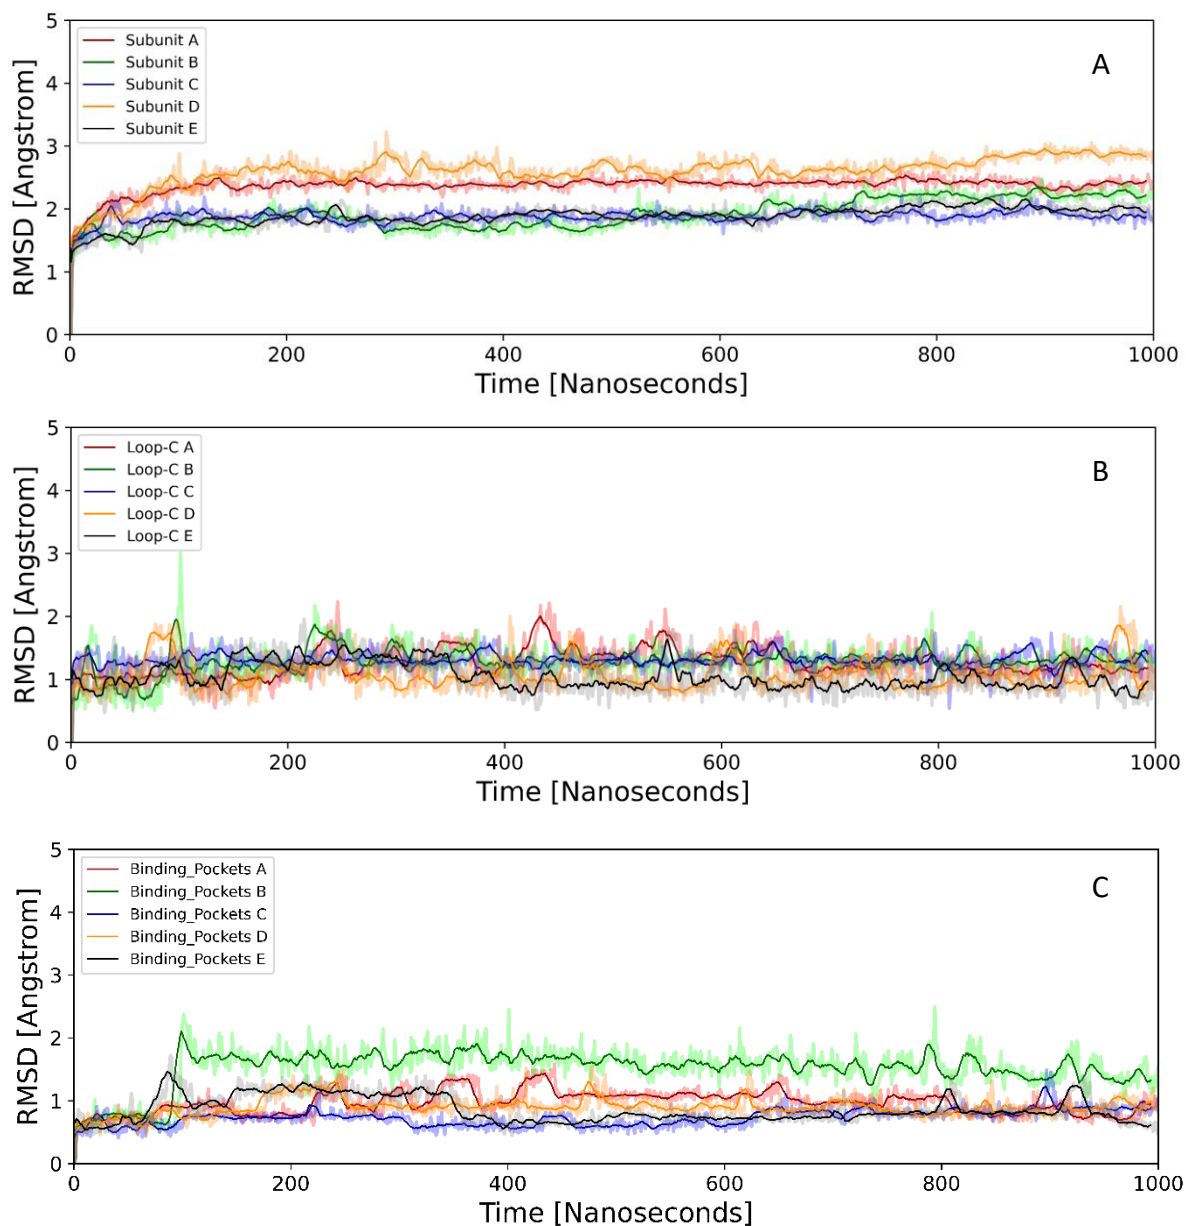 5
4
3
2
1
0
RMSD [Angstrom]
Subunit A
Subunit B
Subunit C
Subunit D
Subunit E
A
0 200 400 600 800 1000
Time [Nanoseconds]
5
4
3
2
1
0
RMSD [Angstrom]
Loop-C A
Loop-C B
Loop-C C
Loop-C D
Loop-C E
B
0 200 400 600 800 1000
Time [Nanoseconds]
5
4
3
2
1
0
RMSD [Angstrom]
Binding_Pockets A
Binding_Pockets B
Binding_Pockets C
Binding_Pockets D
Binding_Pockets E
C
0 200 400 600 800 1000
Time [Nanoseconds]